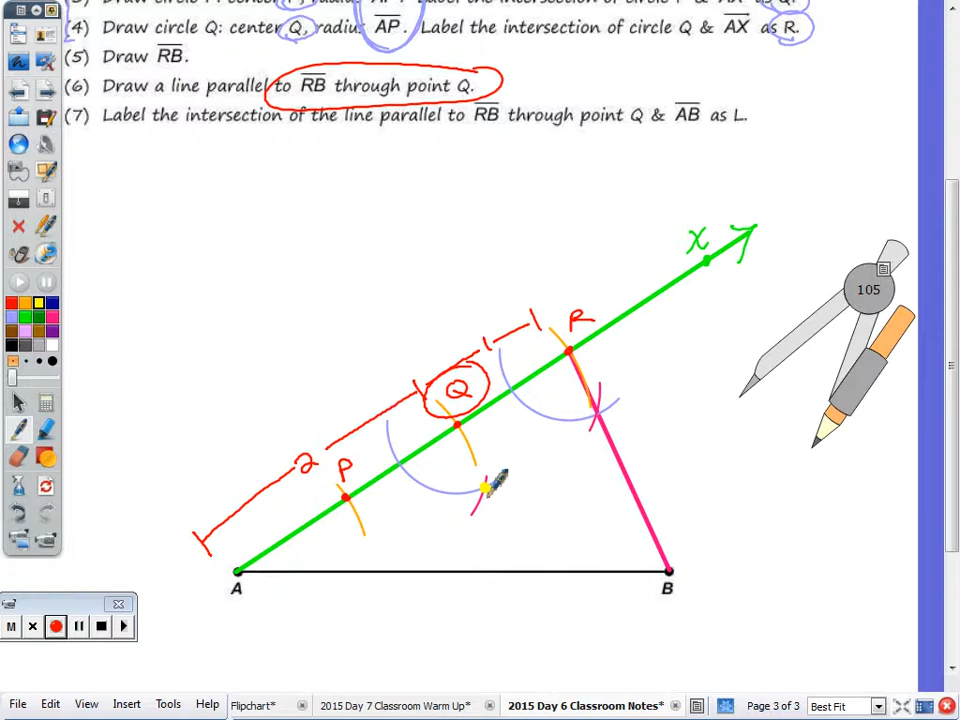 (4) Draw circle Q: center Q, radius AP. Label the intersection of circle Q & AX as R.
(5) Draw RB.
(6) Draw a line parallel to RB through point Q.
(7) Label the intersection of the line parallel to RB through point Q & AB as L.
X
105
R
1
Q
2
P
A
B
M
File Edit View Insert Tools Help Flipchart* 2015 Day 7 Classroom Warm Up* 2015 Day 6 Classroom Notes* Page 3 of 3 Best Fit